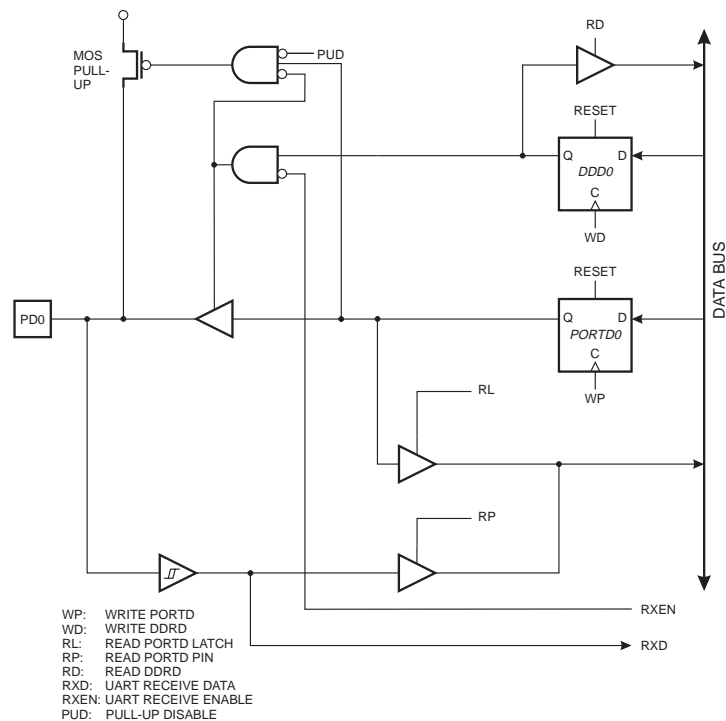 RD
MOS
PULL-
UP
PUD
RESET
Q
D
DDD0
C
WD
DATA BUS
RESET
PD0
Q
D
PORTD0
C
WP
RL
RP
RXEN
RXD
WP: WRITE PORTD
WD: WRITE DDRD
RL: READ PORTD LATCH
RP: READ PORTD PIN
RD: READ DDRD
RXD: UART RECEIVE DATA
RXEN: UART RECEIVE ENABLE
PUD: PULL-UP DISABLE